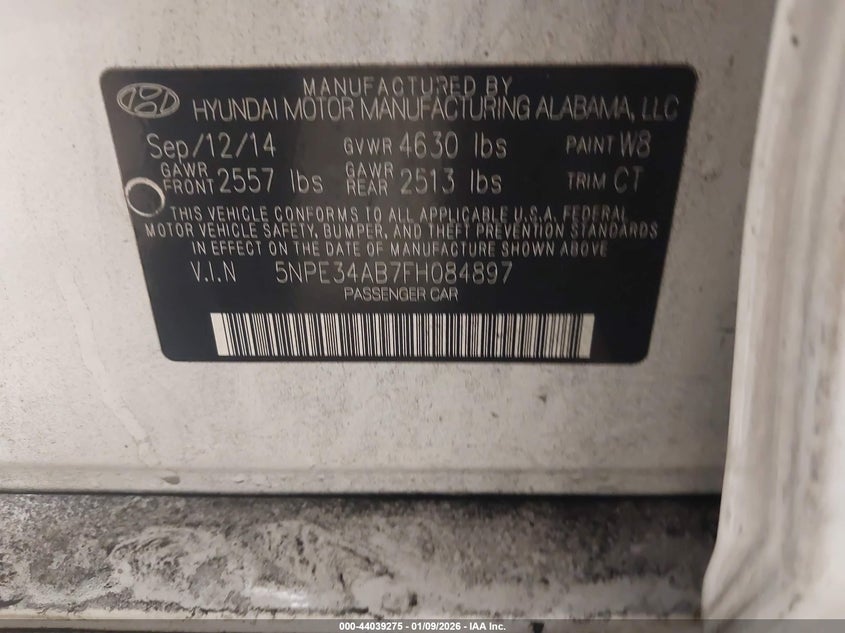 MANUFACTURED BY
HYUNDAI MOTOR MANUFACTURING ALABAMA, LLC
Sep/12/14 GVWR 4630 lbs PAINT W8
GAWR FRONT 2557 lbs GAWR REAR 2513 lbs TRIM CT
THIS VEHICLE CONFORMS TO ALL APPLICABLE U.S.A. FEDERAL
MOTOR VEHICLE SAFETY, BUMPER, AND THEFT PREVENTION STANDARDS
IN EFFECT ON THE DATE OF MANUFACTURE SHOWN ABOVE
V.I.N 5NPE34AB7FH084897
PASSENGER CAR
000-44039275 - 01/09/2026 - IAA Inc.